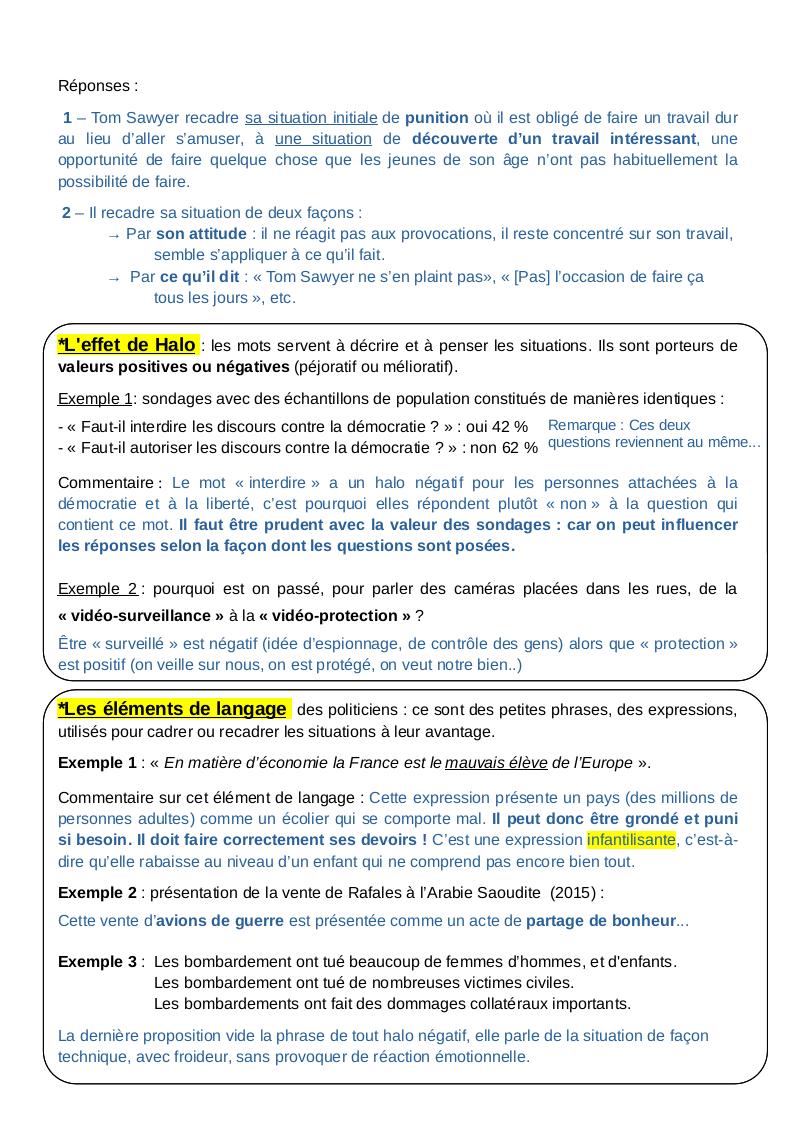 Réponses :
1 – Tom Sawyer recadre sa situation initiale de punition où il est obligé de faire un travail dur
au lieu d’aller s’amuser, à une situation de découverte d’un travail intéressant, une
opportunité de faire quelque chose que les jeunes de son âge n’ont pas habituellement la
possibilité de faire.
2 – Il recadre sa situation de deux façons :
→ Par son attitude : il ne réagit pas aux provocations, il reste concentré sur son travail,
semble s’appliquer à ce qu’il fait.
→ Par ce qu’il dit : « Tom Sawyer ne s’en plaint pas», « [Pas] l’occasion de faire ça
tous les jours », etc.
*L'effet de Halo : les mots servent à décrire et à penser les situations. Ils sont porteurs de
valeurs positives ou négatives (péjoratif ou mélioratif).
Exemple 1: sondages avec des échantillons de population constitués de manières identiques :
- « Faut-il interdire les discours contre la démocratie ? » : oui 42 %
- « Faut-il autoriser les discours contre la démocratie ? » : non 62 %
Remarque : Ces deux
questions reviennent au même...
Commentaire : Le mot « interdire » a un halo négatif pour les personnes attachées à la
démocratie et à la liberté, c’est pourquoi elles répondent plutôt « non » à la question qui
contient ce mot. Il faut être prudent avec la valeur des sondages : car on peut influencer
les réponses selon la façon dont les questions sont posées.
Exemple 2 : pourquoi est on passé, pour parler des caméras placées dans les rues, de la
« vidéo-surveillance » à la « vidéo-protection » ?
Être « surveillé » est négatif (idée d’espionnage, de contrôle des gens) alors que « protection »
est positif (on veille sur nous, on est protégé, on veut notre bien..)
*Les éléments de langage des politiciens : ce sont des petites phrases, des expressions,
utilisés pour cadrer ou recadrer les situations à leur avantage.
Exemple 1 : « En matière d’économie la France est le mauvais élève de l’Europe ».
Commentaire sur cet élément de langage : Cette expression présente un pays (des millions de
personnes adultes) comme un écolier qui se comporte mal. Il peut donc être grondé et puni
si besoin. Il doit faire correctement ses devoirs ! C’est une expression infantilisante, c’est-à-
dire qu’elle rabaisse au niveau d’un enfant qui ne comprend pas encore bien tout.
Exemple 2 : présentation de la vente de Rafales à l’Arabie Saoudite (2015) :
Cette vente d’avions de guerre est présentée comme un acte de partage de bonheur...
Exemple 3 : Les bombardement ont tué beaucoup de femmes d’hommes, et d'enfants.
Les bombardement ont tué de nombreuses victimes civiles.
Les bombardements ont fait des dommages collatéraux importants.
La dernière proposition vide la phrase de tout halo négatif, elle parle de la situation de façon
technique, avec froideur, sans provoquer de réaction émotionnelle.